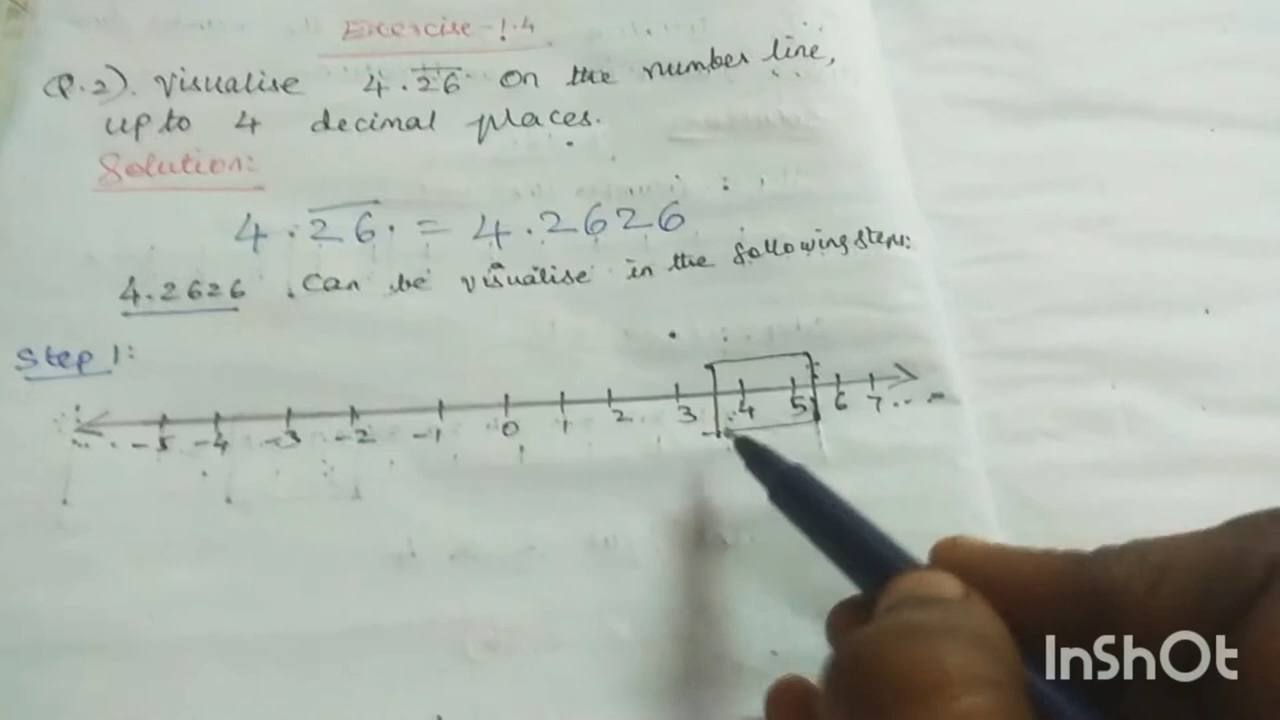 Exercise-1.4
Q.2). Visualise 4.2̅6̅ on the number line,
up to 4 decimal places.
Solution:
4.2̅6̅. = 4.2626
4.2626 . Can be visualise in the following steps:
Step 1:
... -5 -4 -3 -2 -1 0 1 2 3 4 5 6 7...
InShOt